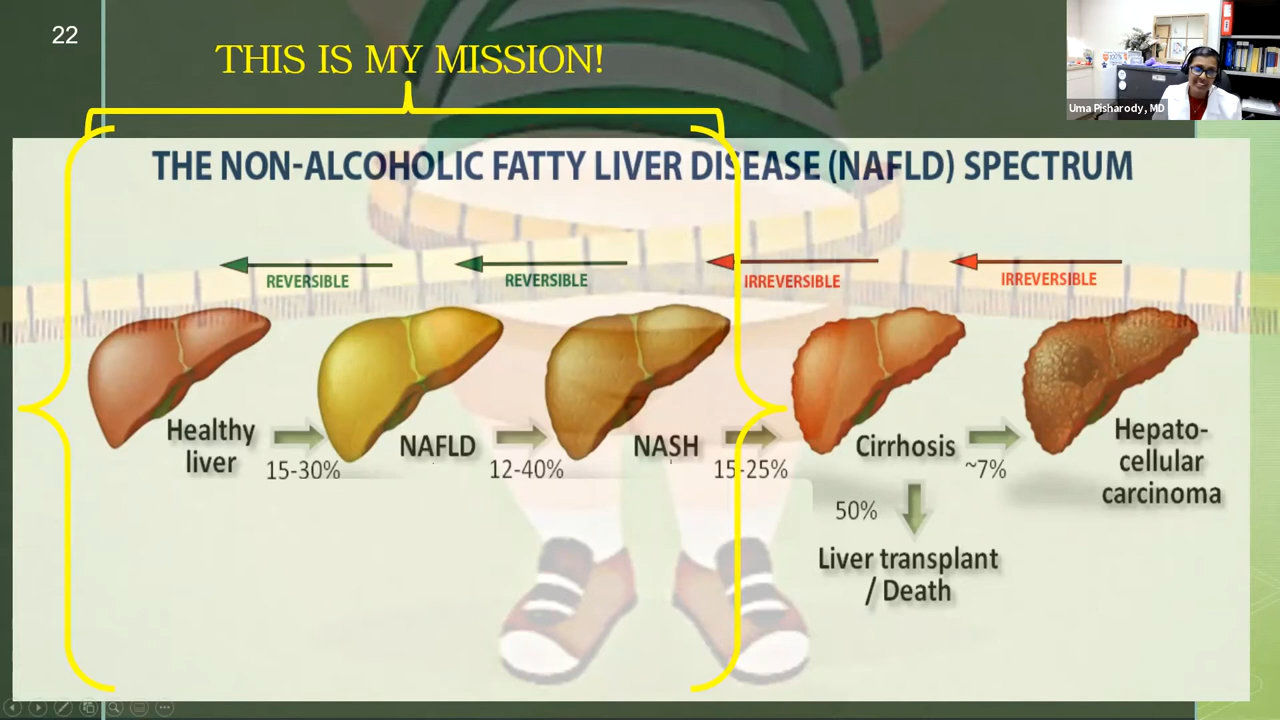 22
THIS IS MY MISSION!
Uma Pisharody, MD
THE NON-ALCOHOLIC FATTY LIVER DISEASE (NAFLD) SPECTRUM
REVERSIBLE
REVERSIBLE
IRREVERSIBLE
IRREVERSIBLE
Healthy
liver
15-30%
NAFLD
12-40%
NASH
15-25%
Cirrhosis
~7%
Hepato-
cellular
carcinoma
50%
Liver transplant
/ Death